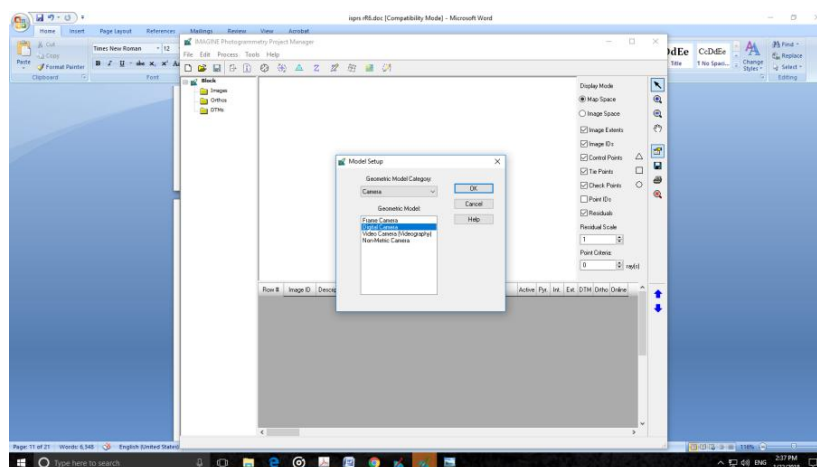 isprs rft6.doc [Compatibility Mode] - Microsoft Word
Home Insert Page Layout References Mailings Review View Acrobat
Cut
Copy
Format Painter
Paste
Clipboard
Times New Roman 12
Font
Title
CcDdEe
1 No Spaci...
Change Styles
Find
Replace
Select
Editing
IMAGINE Photogrammetry Project Manager
File Edit Process Tools Help
Block
Images
Orthos
DTMs
Display Mode
Map Space
Image Space
Image Extents
Image IDs
Control Points
Tie Points
Check Points
Point IDs
Residuals
Residual Scale
1
Point Criteria:
0 ray(s)
Model Setup
Geometric Model Category:
Camera
Geometric Model:
Frame Camera
Digital Camera
Video Camera (Videography)
Non-Metric Camera
OK
Cancel
Help
Row # Image ID Active Pyr. Int. Ext. DTM Ortho Online
Page: 11 of 21 Words: 6,348 English (United States)
118%
Type here to search
ENG
2:37 PM